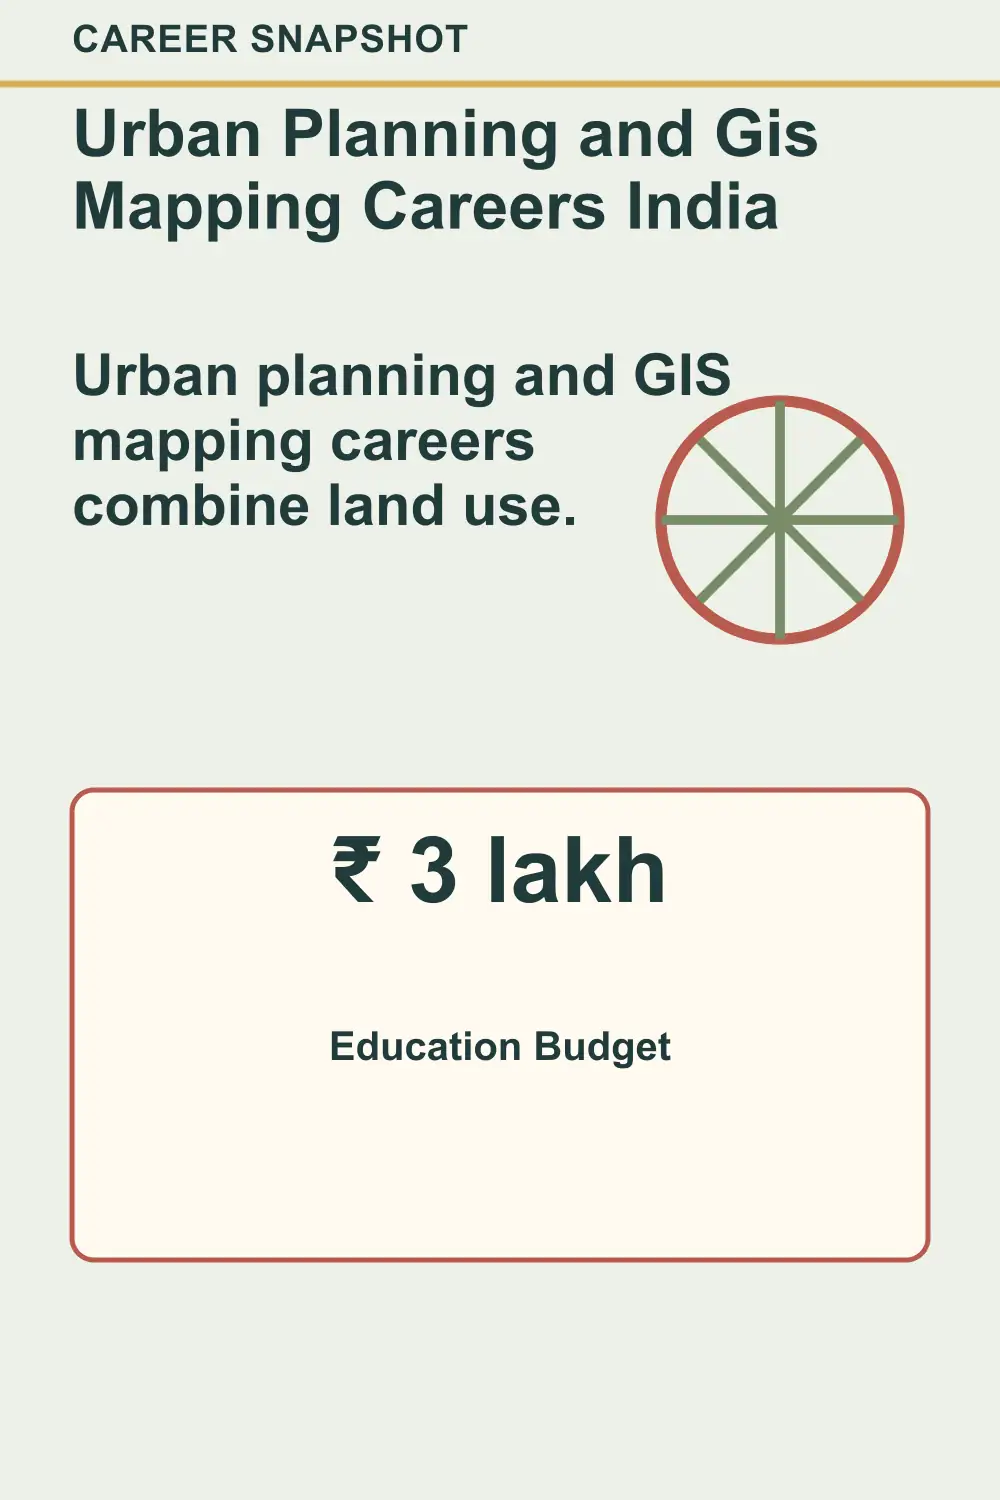 CAREER SNAPSHOT
Urban Planning and Gis
Mapping Careers India
Urban planning and GIS
mapping careers
combine land use.
₹ 3 lakh
Education Budget